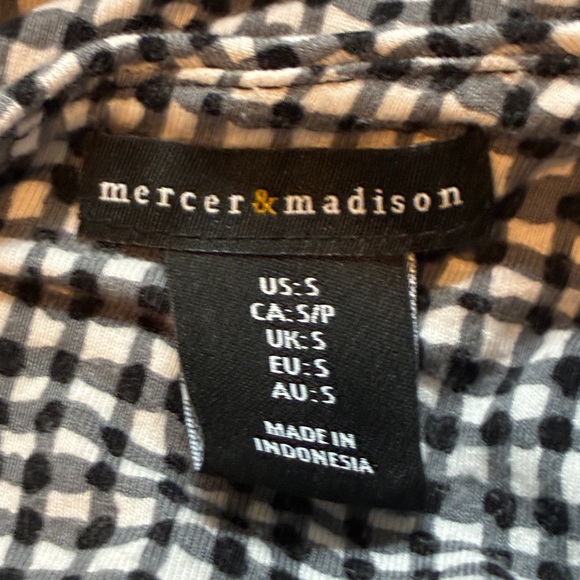 mercer&madison
US:S
CA:S/P
UK:S
EU:S
AU:S
MADE IN
INDONESIA